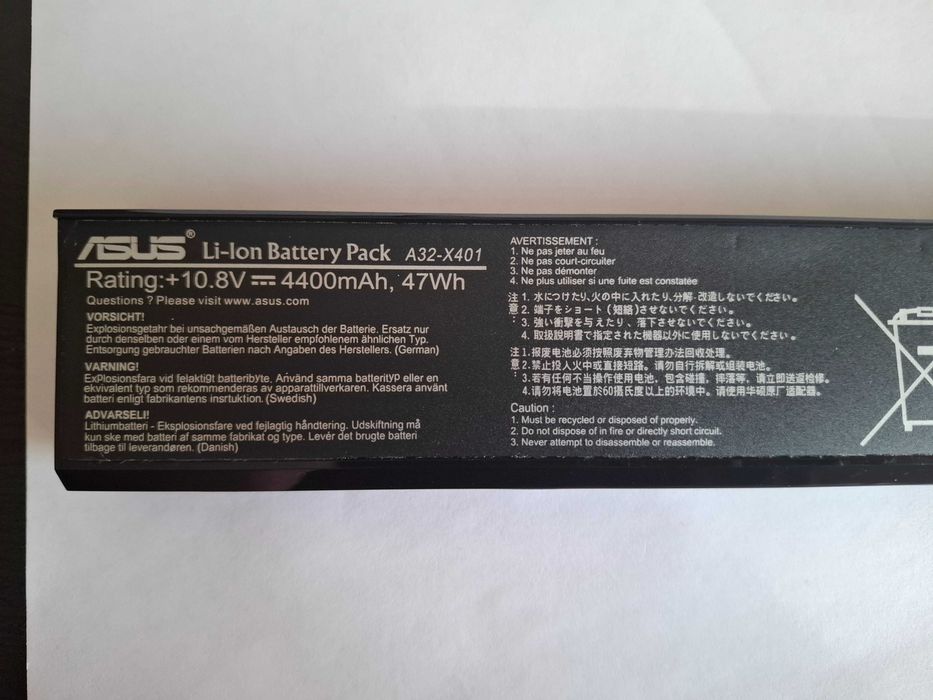 ASUS® Li-Ion Battery Pack A32-X401
Rating:+10.8V⎓ 4400mAh, 47Wh
Questions ? Please visit www.asus.com
VORSICHT!
Explosionsgetahr bei unsachgemäßen Austausch der Batterie. Ersatz nur
durch denselben oder einem vom Hersteller empfohlenem ähnlichen Typ.
Entsorgung gebrauchter Batterien nach Angaben des Herstellers. (German)
VARNING!
Explosionsfara vid felaktigt batteribyte. Använd samma batterityp eller en
ekvivalent typ som rekommenderas av apparattillverkaren. Kassera använt
batteri enligt fabrikantens insrtuktion. (Swedish)
ADVARSELI!
Lithiumbatteri - Eksplosionsfare ved fejlagtig håndtering. Udskiftning må
kun ske med batteri af samme fabrikat og type. Levér det brugte batteri
tilbage til leverandøren. (Danish)
AVERTISSEMENT :
1. Ne pas jeter au feu
2. Ne pas court-circuiter
3. Ne pas démonter
4. Ne plus utiliser si une fuite est constatée
注意：
1. 水につけたり,火の中に入れたり,分解・改造しないでください。
2. 端子をショート（短絡）させないでください。
3. 強い衝撃を与えたり、落下させないでください。
4. 取扱説明書で指定された機器以外に使用しないでください。
注意：
1. 报废电池必须按照废弃物管理办法回收处理。
2. 禁止投入火中或直接短路。请勿自行拆解或组装电池。
3. 若有任何不当操作使用电池，包含碰撞，摔落等，请立即送返检修。
4. 请勿将电池置於60攝氏度以上的环境中。请使用华硕原厂适配器。
Caution :
1. Must be recycled or disposed of properly.
2. Do not dispose of in fire or directly short circuit.
3. Never attempt to disassemble or reassemble.